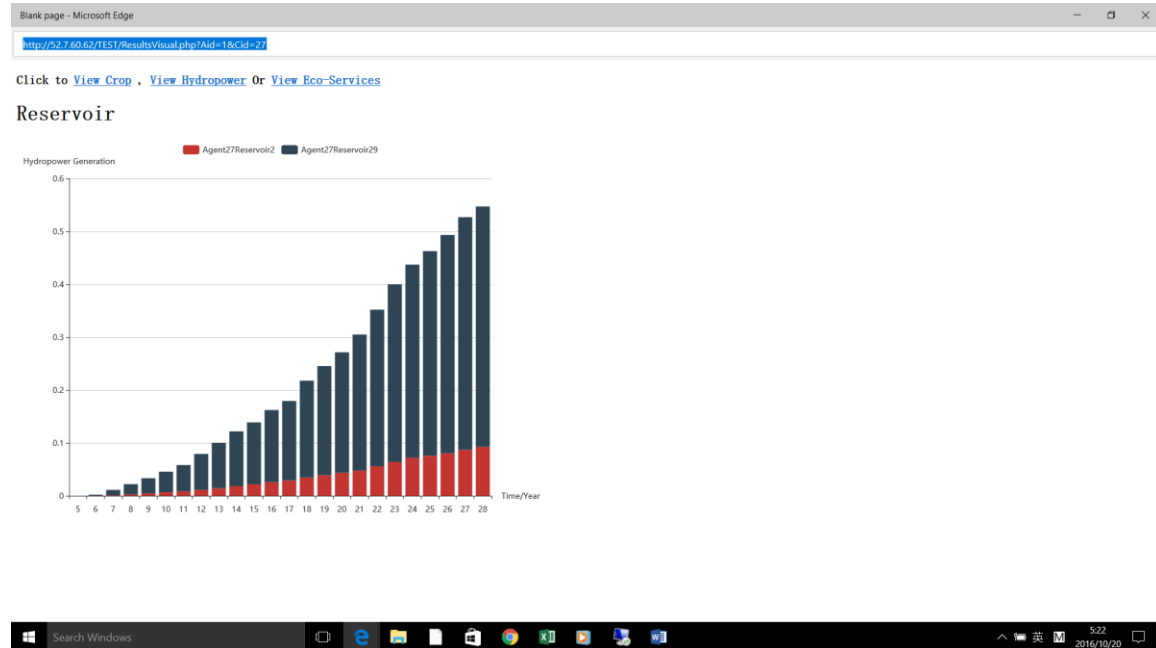 Blank page - Microsoft Edge
http://52.7.60.62/TEST/ResultsVisual.php?Aid=1&Cid=27
Click to View Crop , View Hydropower Or View Eco-Services
Reservoir
Agent27Reservoir2 Agent27Reservoir29
Hydropower Generation
0.6
0.5
0.4
0.3
0.2
0.1
0
Time/Year
5 6 7 8 9 10 11 12 13 14 15 16 17 18 19 20 21 22 23 24 25 26 27 28
Search Windows
英 M 5:22
2016/10/20